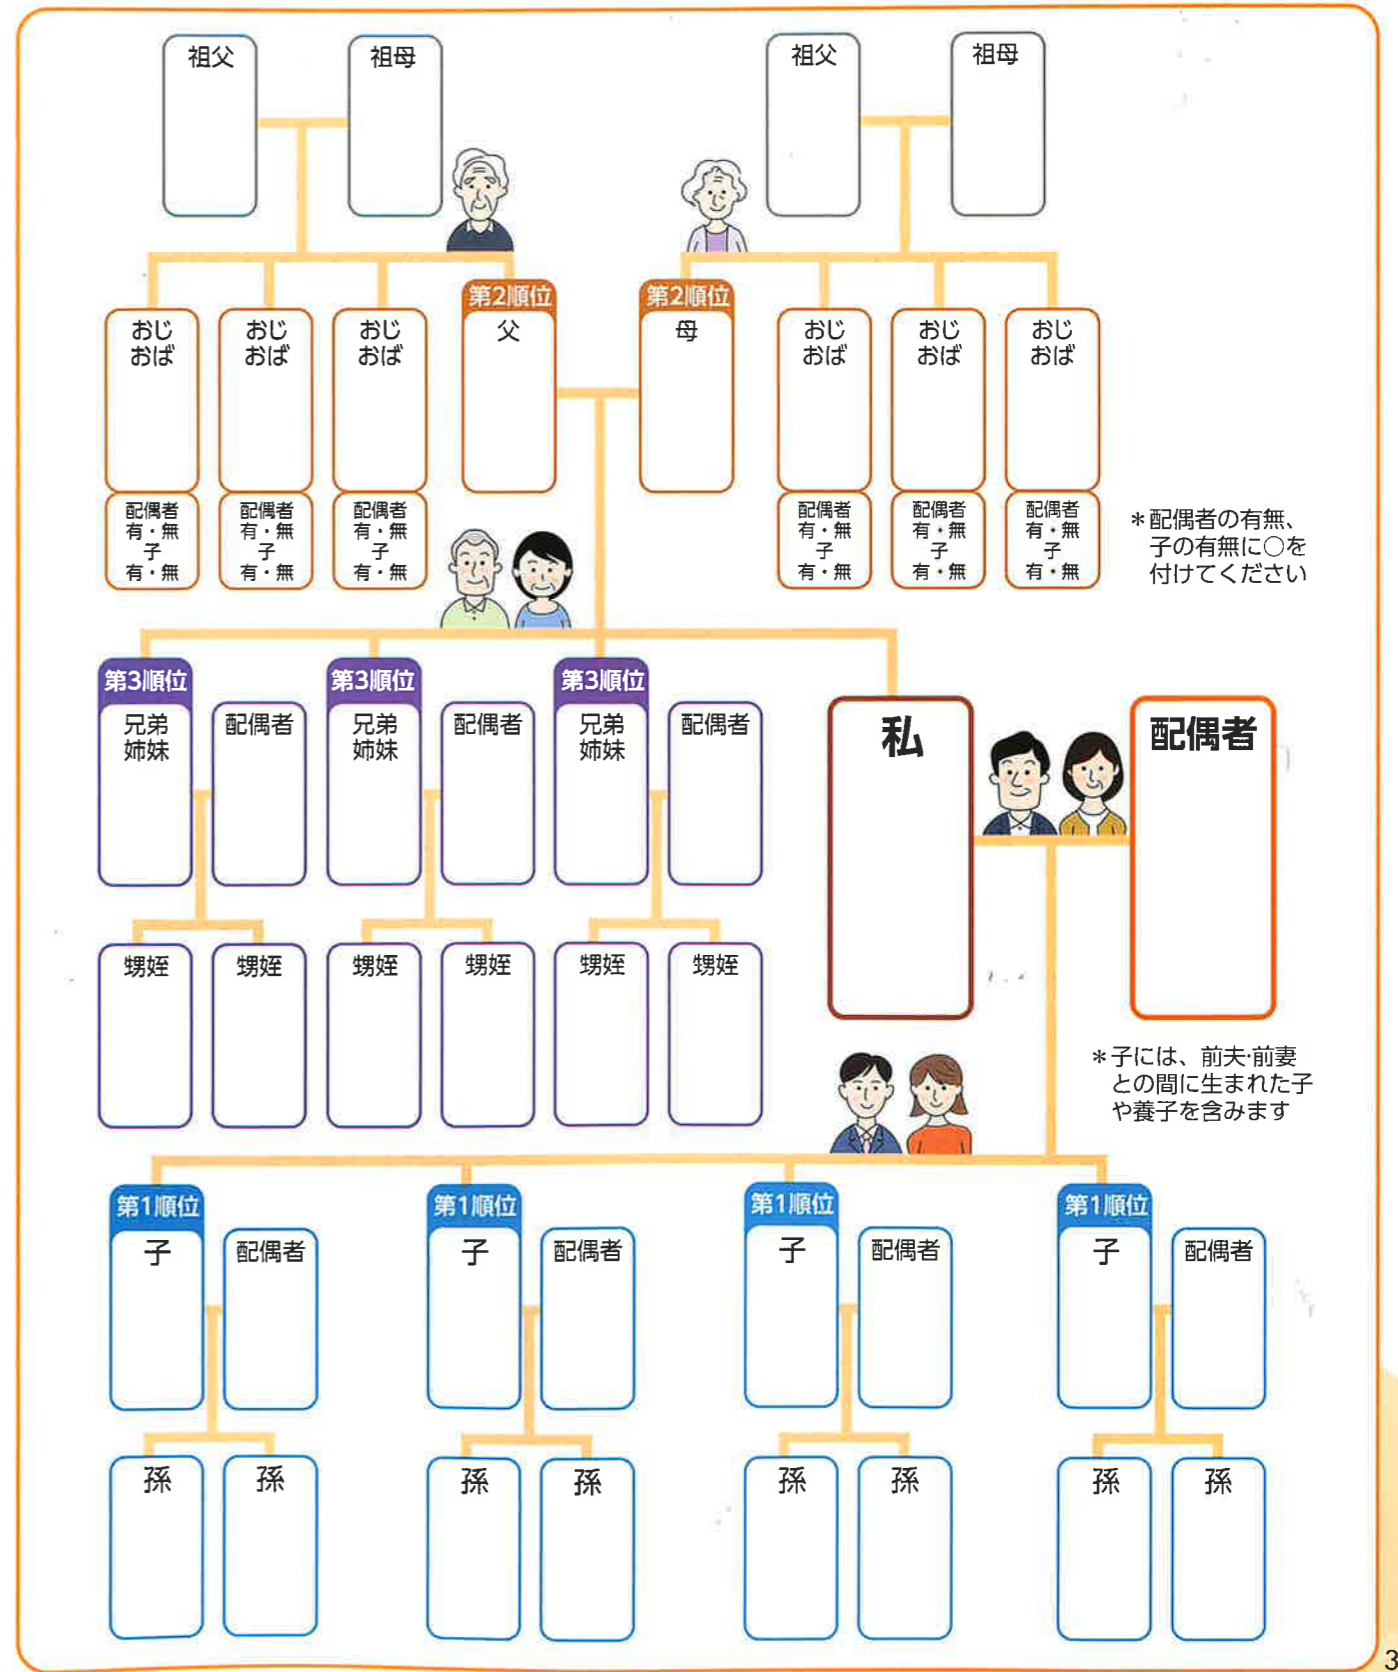 祖父
祖母
祖父
祖母
第2順位
第2順位
おじ
おば
おじ
おば
おじ
おば
父
母
おじ
おば
おじ
おば
おじ
おば
配偶者
有・無
子
有・無
配偶者
有・無
子
有・無
配偶者
有・無
子
有・無
配偶者
有・無
子
有・無
配偶者
有・無
子
有・無
配偶者
有・無
子
有・無
＊配偶者の有無、
子の有無に○を
付けてください
第3順位
第3順位
第3順位
兄弟
姉妹
配偶者
兄弟
姉妹
配偶者
兄弟
姉妹
配偶者
私
配偶者
甥姪
甥姪
甥姪
甥姪
甥姪
甥姪
＊子には、前夫・前妻
との間に生まれた子
や養子を含みます
第1順位
第1順位
第1順位
第1順位
子
配偶者
子
配偶者
子
配偶者
子
配偶者
孫
孫
孫
孫
孫
孫
孫
孫
3